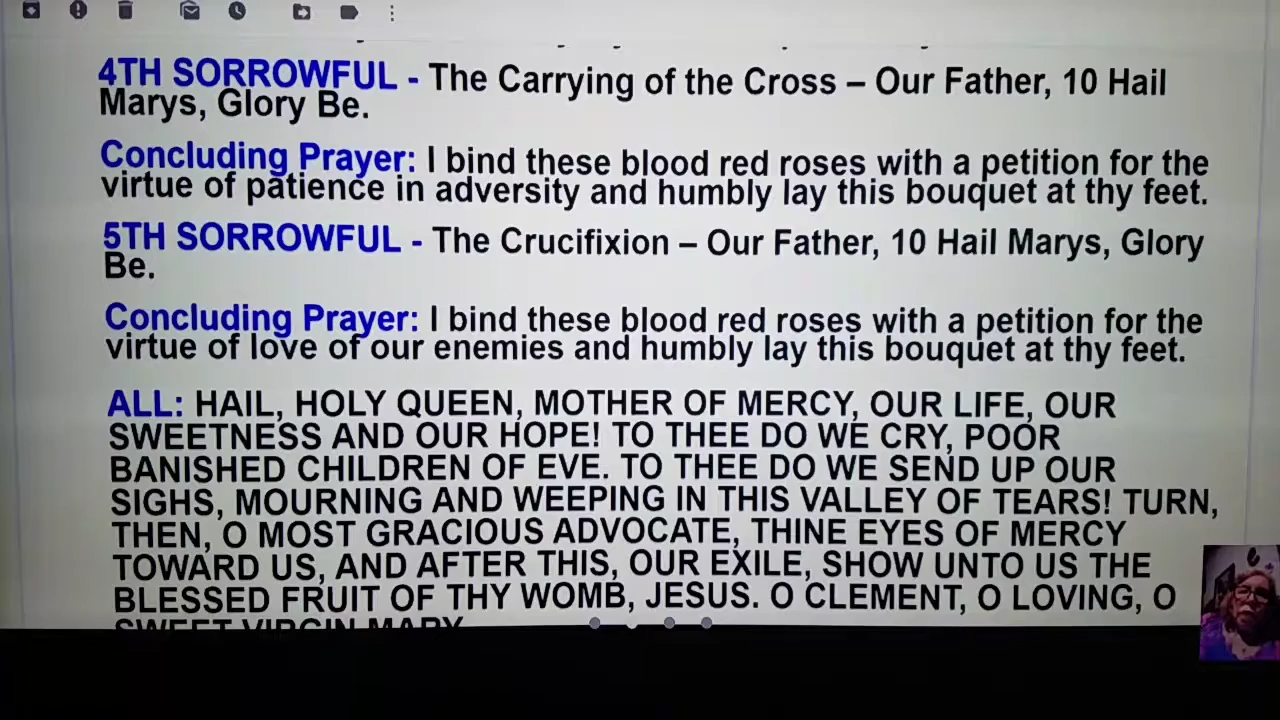 4TH SORROWFUL - The Carrying of the Cross – Our Father, 10 Hail
Marys, Glory Be.
Concluding Prayer: I bind these blood red roses with a petition for the
virtue of patience in adversity and humbly lay this bouquet at thy feet.
5TH SORROWFUL - The Crucifixion – Our Father, 10 Hail Marys, Glory
Be.
Concluding Prayer: I bind these blood red roses with a petition for the
virtue of love of our enemies and humbly lay this bouquet at thy feet.
ALL: HAIL, HOLY QUEEN, MOTHER OF MERCY, OUR LIFE, OUR
SWEETNESS AND OUR HOPE! TO THEE DO WE CRY, POOR
BANISHED CHILDREN OF EVE. TO THEE DO WE SEND UP OUR
SIGHS, MOURNING AND WEEPING IN THIS VALLEY OF TEARS! TURN,
THEN, O MOST GRACIOUS ADVOCATE, THINE EYES OF MERCY
TOWARD US, AND AFTER THIS, OUR EXILE, SHOW UNTO US THE
BLESSED FRUIT OF THY WOMB, JESUS. O CLEMENT, O LOVING, O
SWEET VIRGIN MARY